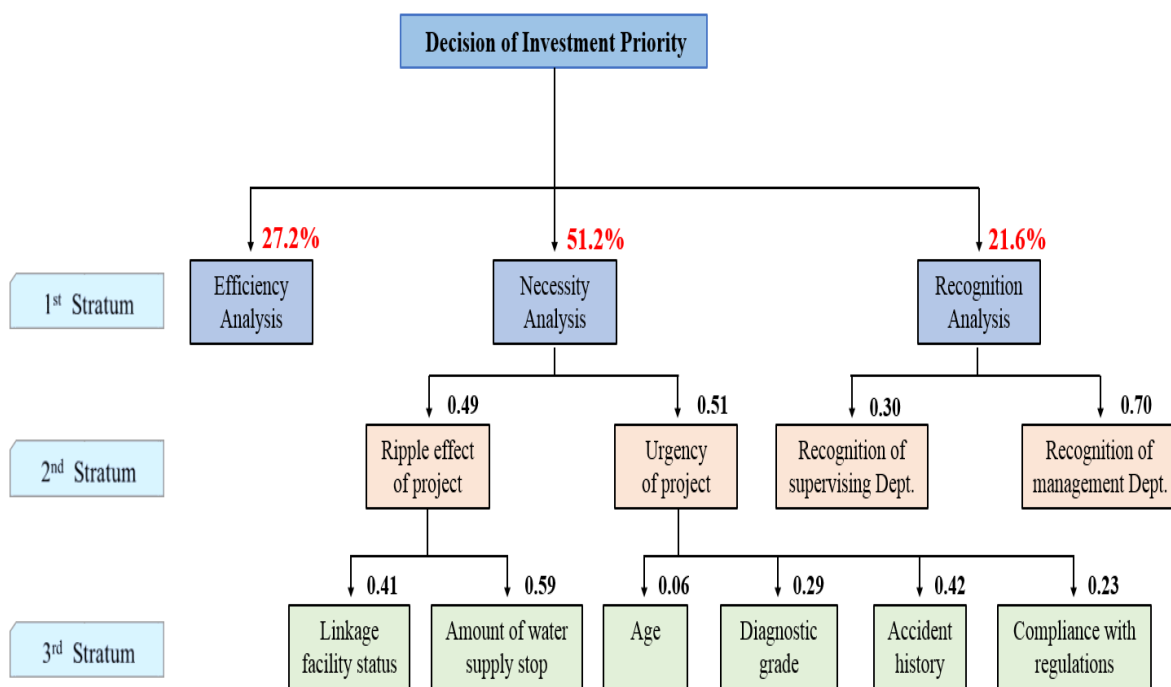 Decision of Investment Priority
27.2%
51.2%
21.6%
1st Stratum
Efficiency
Analysis
Necessity
Analysis
Recognition
Analysis
0.49
0.51
0.30
0.70
2nd Stratum
Ripple effect
of project
Urgency
of project
Recognition of
supervising Dept.
Recognition of
management Dept.
0.41
0.59
0.06
0.29
0.42
0.23
3rd Stratum
Linkage
facility status
Amount of water
supply stop
Age
Diagnostic
grade
Accident
history
Compliance with
regulations